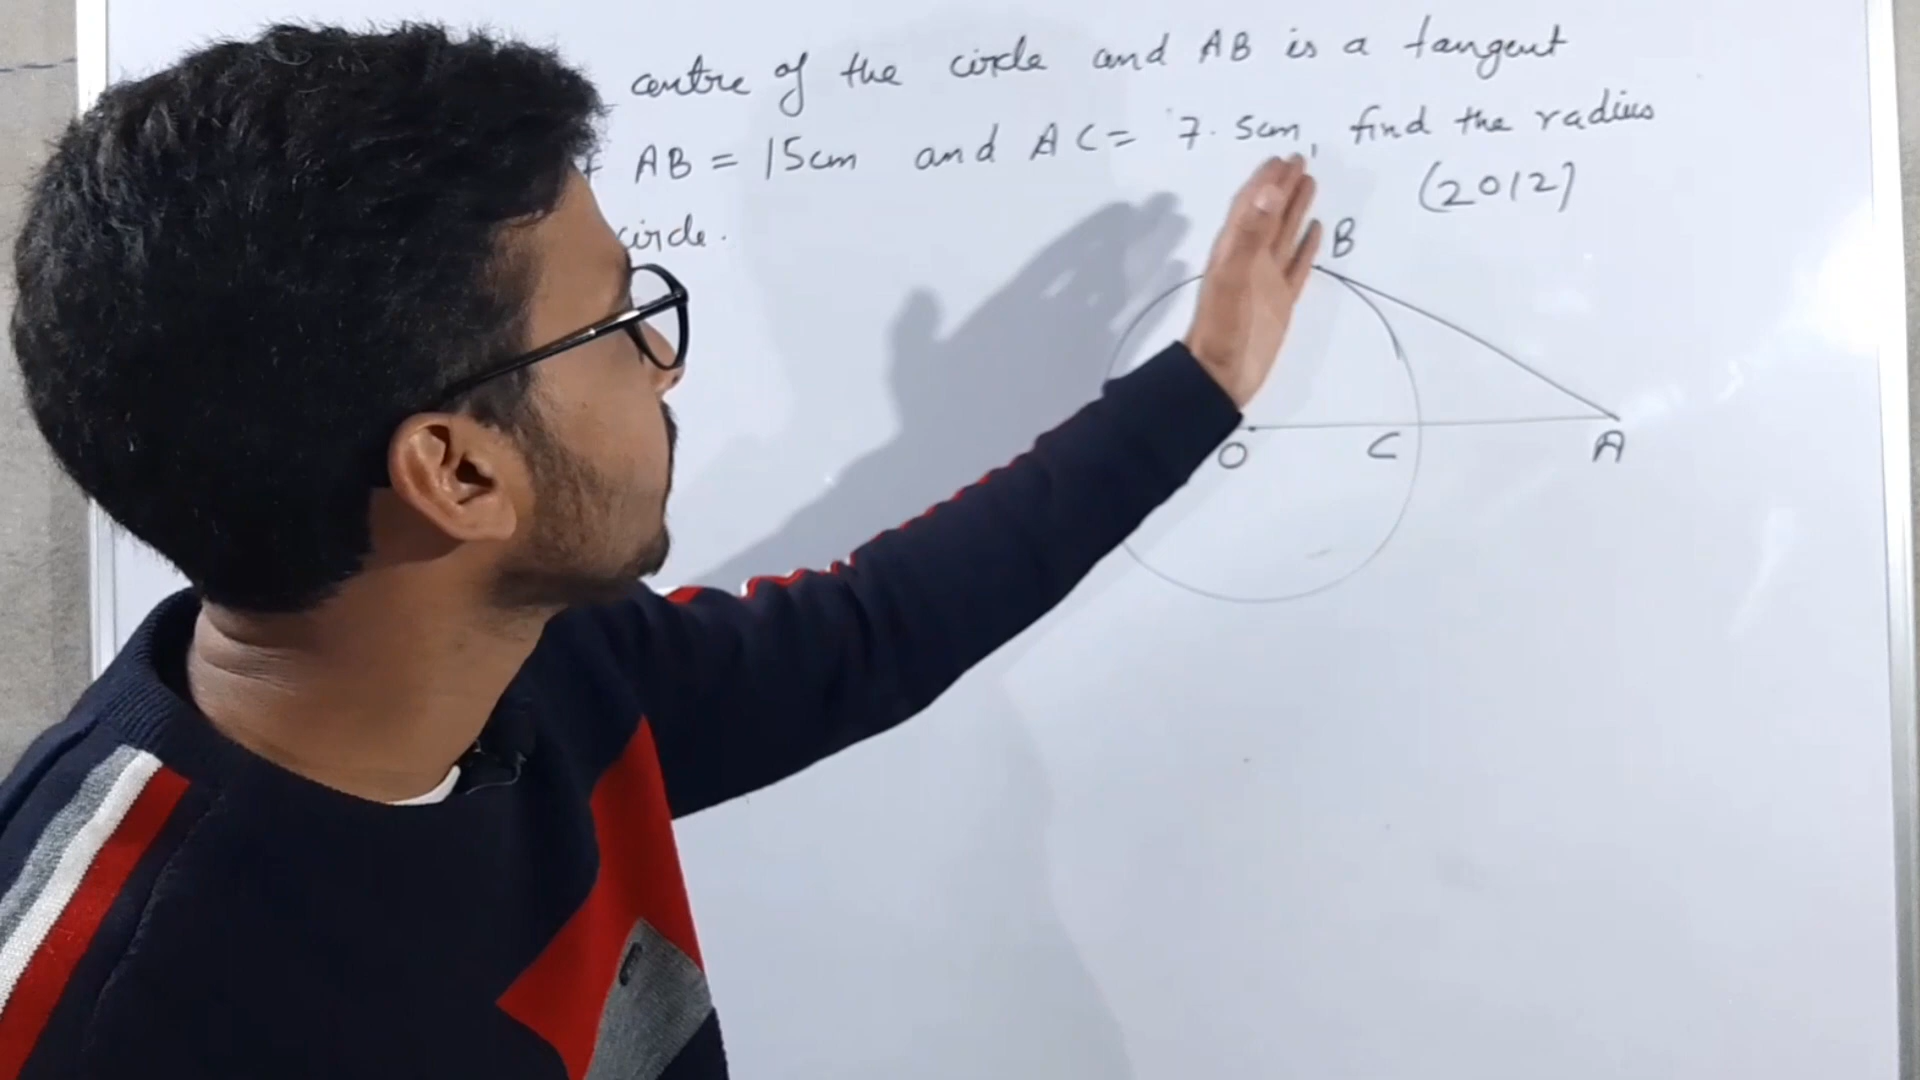 centre of the circle and AB is a tangent
AB = 15cm and AC = 7.5cm, find the radius
circle. (2012)
B
O C A